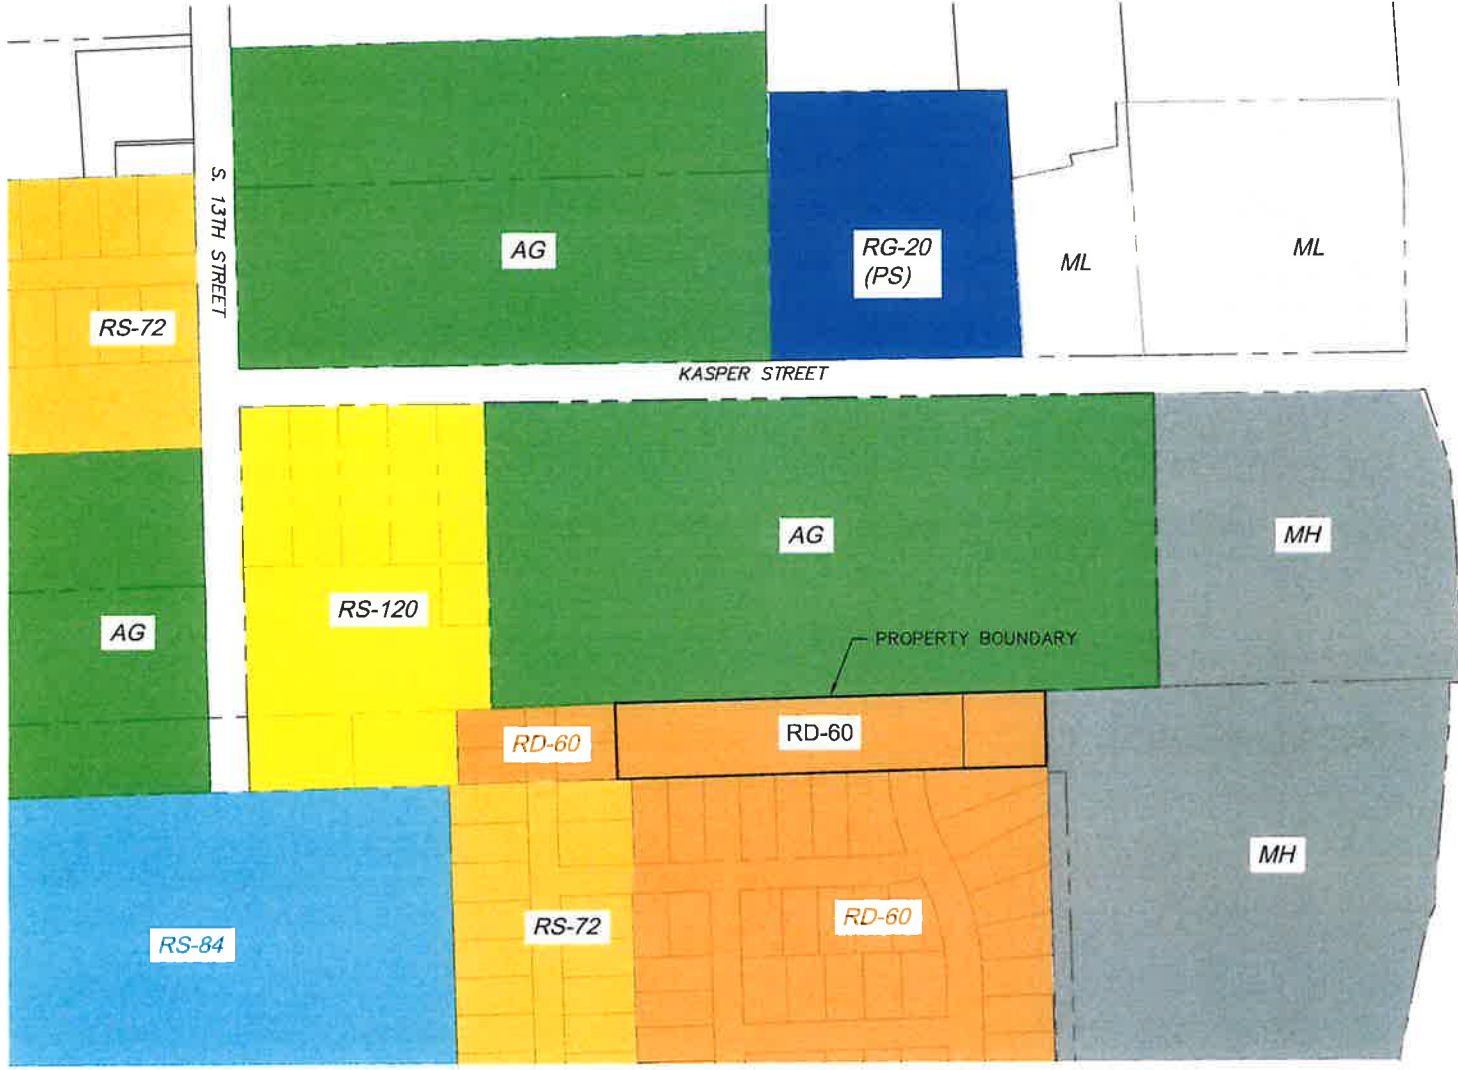 S. 13TH STREET
AG
RG-20
(PS)
ML
ML
RS-72
KASPER STREET
AG
MH
RS-120
AG
PROPERTY BOUNDARY
RD-60
RD-60
MH
RS-72
RD-60
RS-84